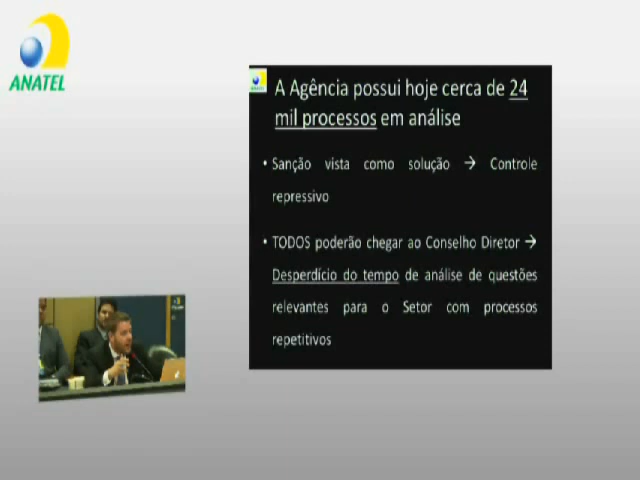 ANATEL
A Agência possui hoje cerca de 24
mil processos em análise
• Sanção vista como solução → Controle
repressivo
• TODOS poderão chegar ao Conselho Diretor →
Desperdício do tempo de análise de questões
relevantes para o Setor com processos
repetitivos